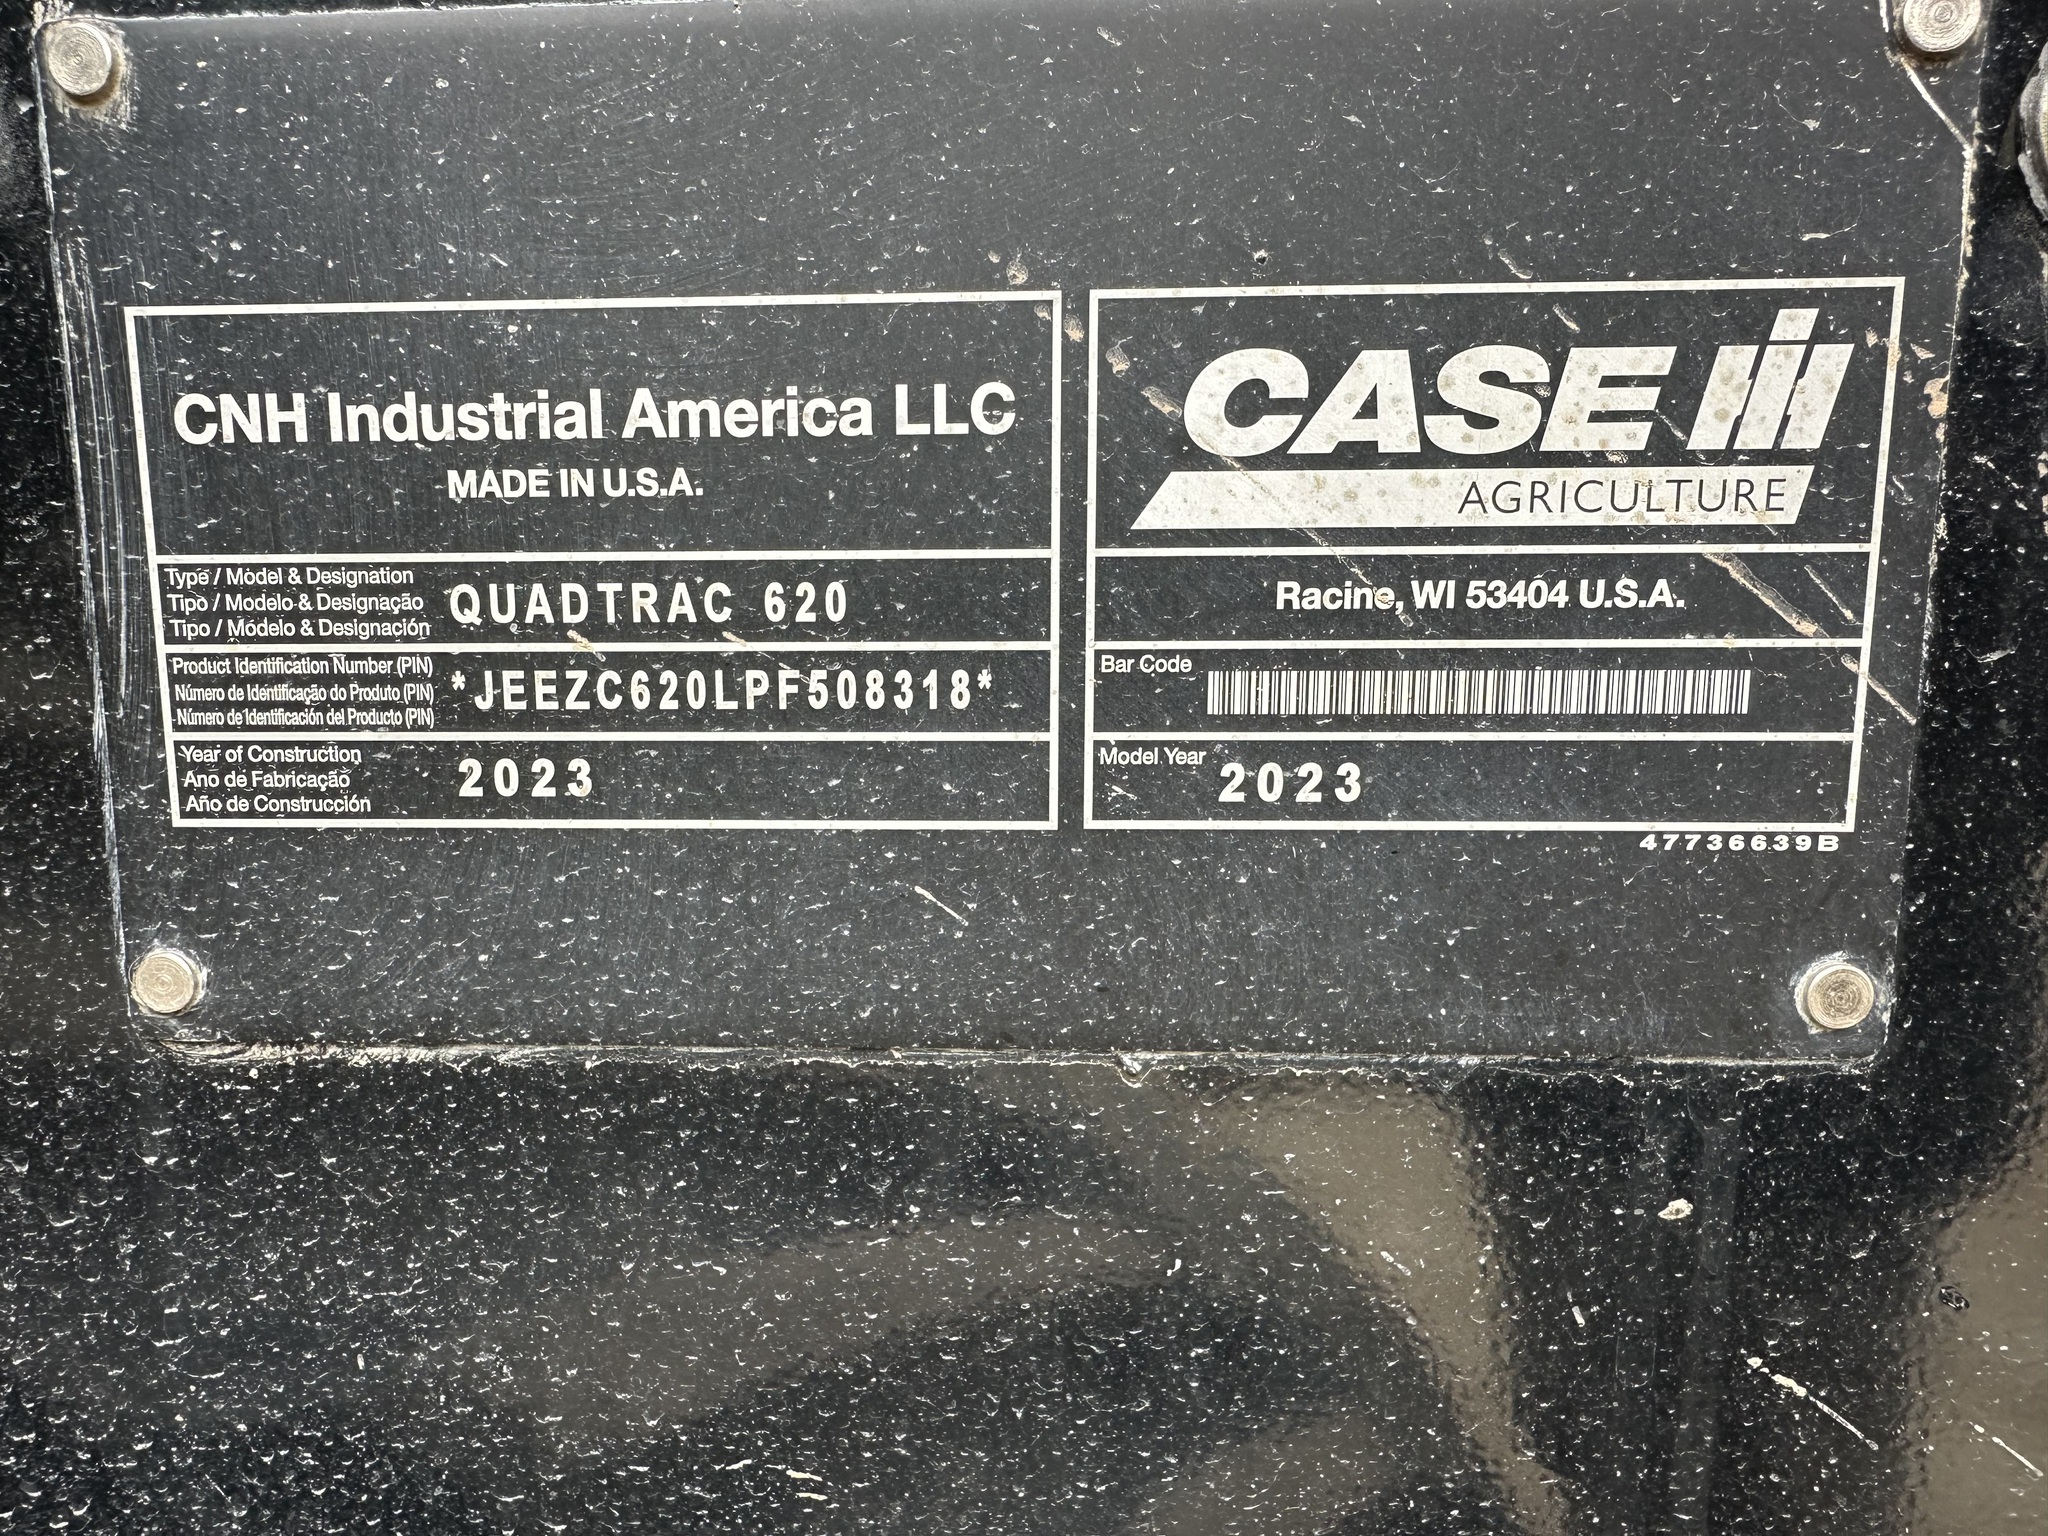 CNH Industrial America LLC
MADE IN U.S.A.
Type / Model & Designation
Tipo / Modelo & Designação
Tipo / Módelo & Designación
QUADTRAC 620
Product Identification Number (PIN)
Número de Identificação do Produto (PIN)
Número de Identificación del Producto (PIN)
*JEEZC620LPF508318*
Year of Construction
Ano de Fabricação
Año de Construcción
2023
CASE IH
AGRICULTURE
Racine, WI 53404 U.S.A.
Bar Code
Model Year
2023
47736639B